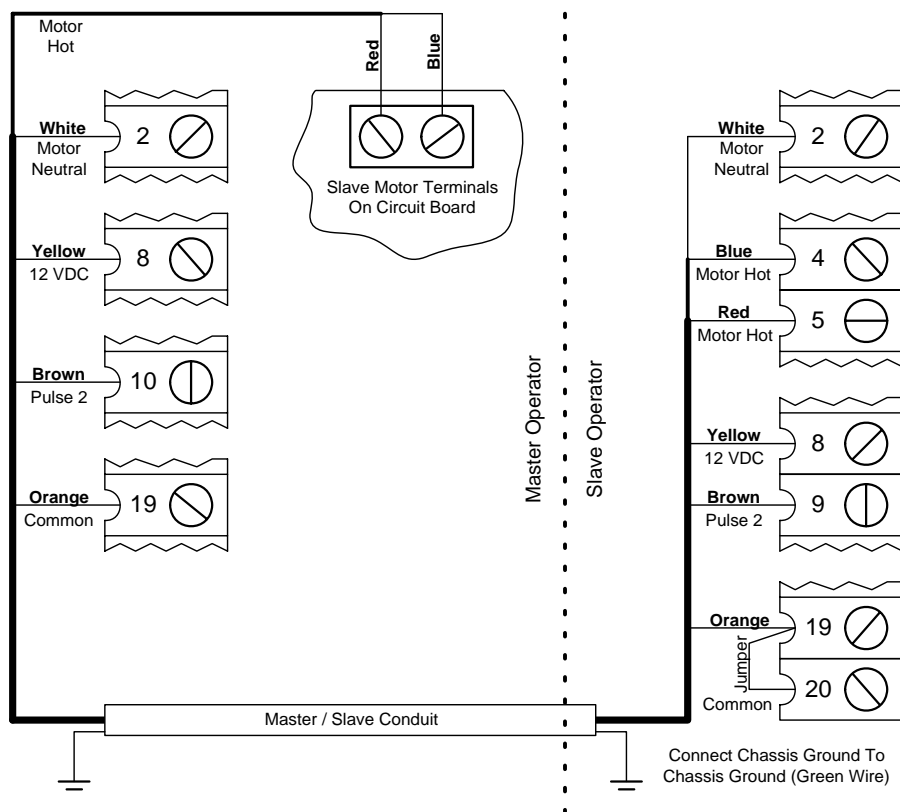 Motor
Hot
Red
Blue
White
Motor
Neutral
2
Slave Motor Terminals
On Circuit Board
Yellow
12 VDC
8
Brown
Pulse 2
10
Orange
Common
19
Master Operator
Slave Operator
White
Motor
Neutral
2
Blue
Motor Hot
4
Red
Motor Hot
5
Yellow
12 VDC
8
Brown
Pulse 2
9
Orange
19
Jumper
Common
20
Master / Slave Conduit
Connect Chassis Ground To
Chassis Ground (Green Wire)